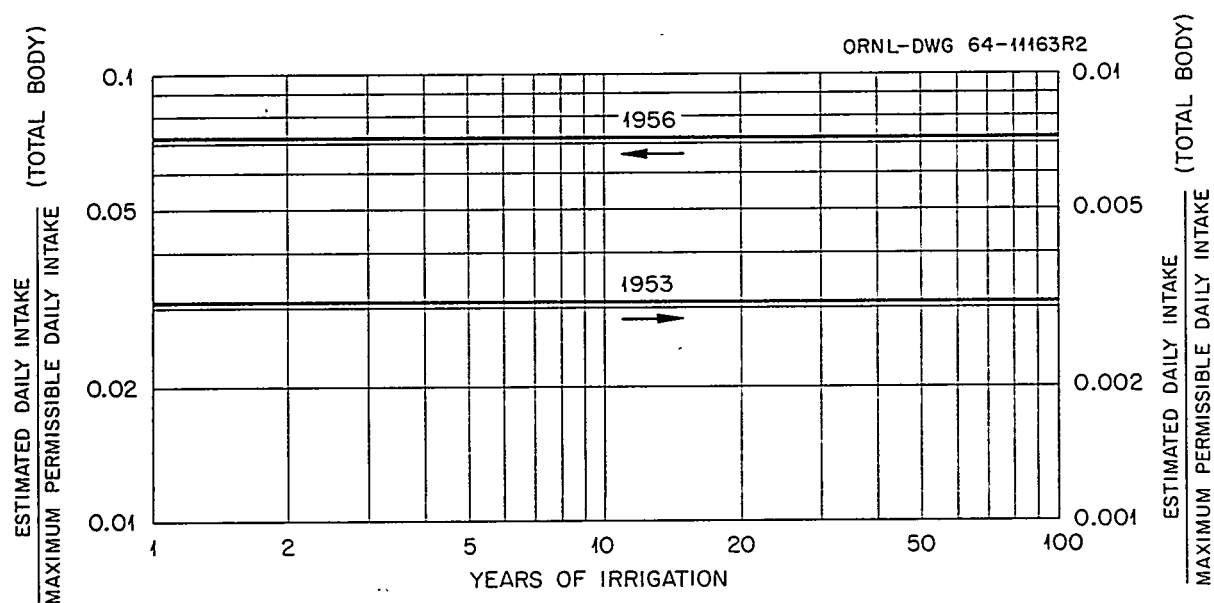 ORNL-DWG 64-11163R2
ESTIMATED DAILY INTAKE (TOTAL BODY)
MAXIMUM PERMISSIBLE DAILY INTAKE
0.1
0.05
0.02
0.01
1956
1953
0.01
0.005
0.002
0.001
ESTIMATED DAILY INTAKE (TOTAL BODY)
MAXIMUM PERMISSIBLE DAILY INTAKE
1 2 5 10 20 50 100
YEARS OF IRRIGATION